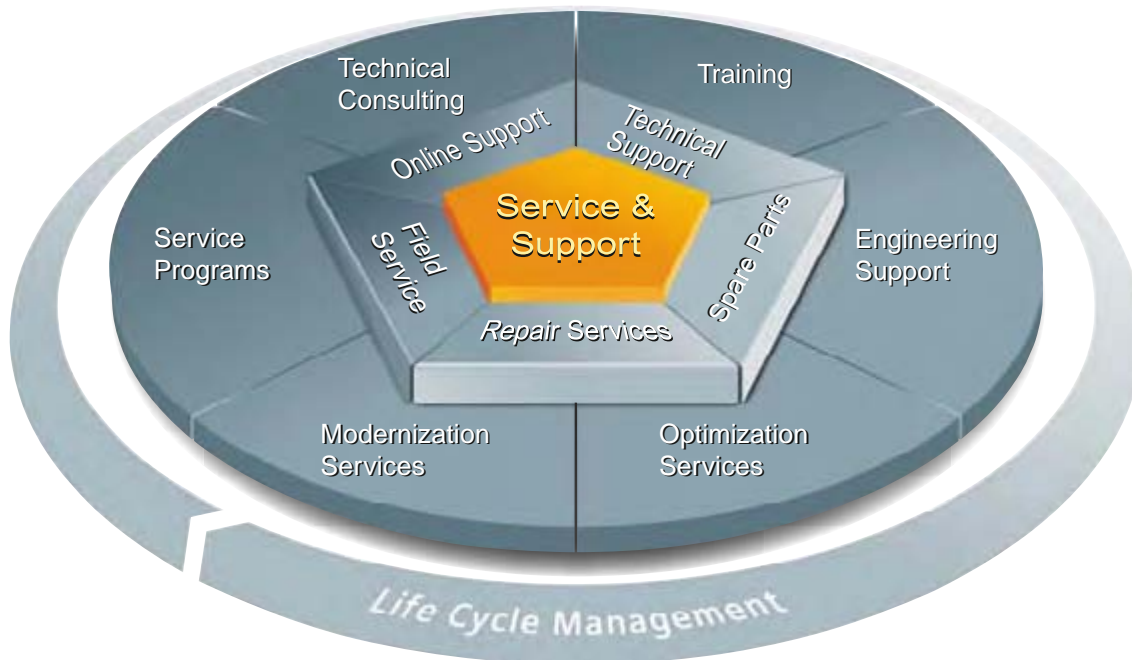 Technical
Consulting
Training
Online Support
Technical
Support
Service &
Support
Service
Programs
Field
Service
Spare Parts
Engineering
Support
Repair Services
Modernization
Services
Optimization
Services
Life Cycle Management